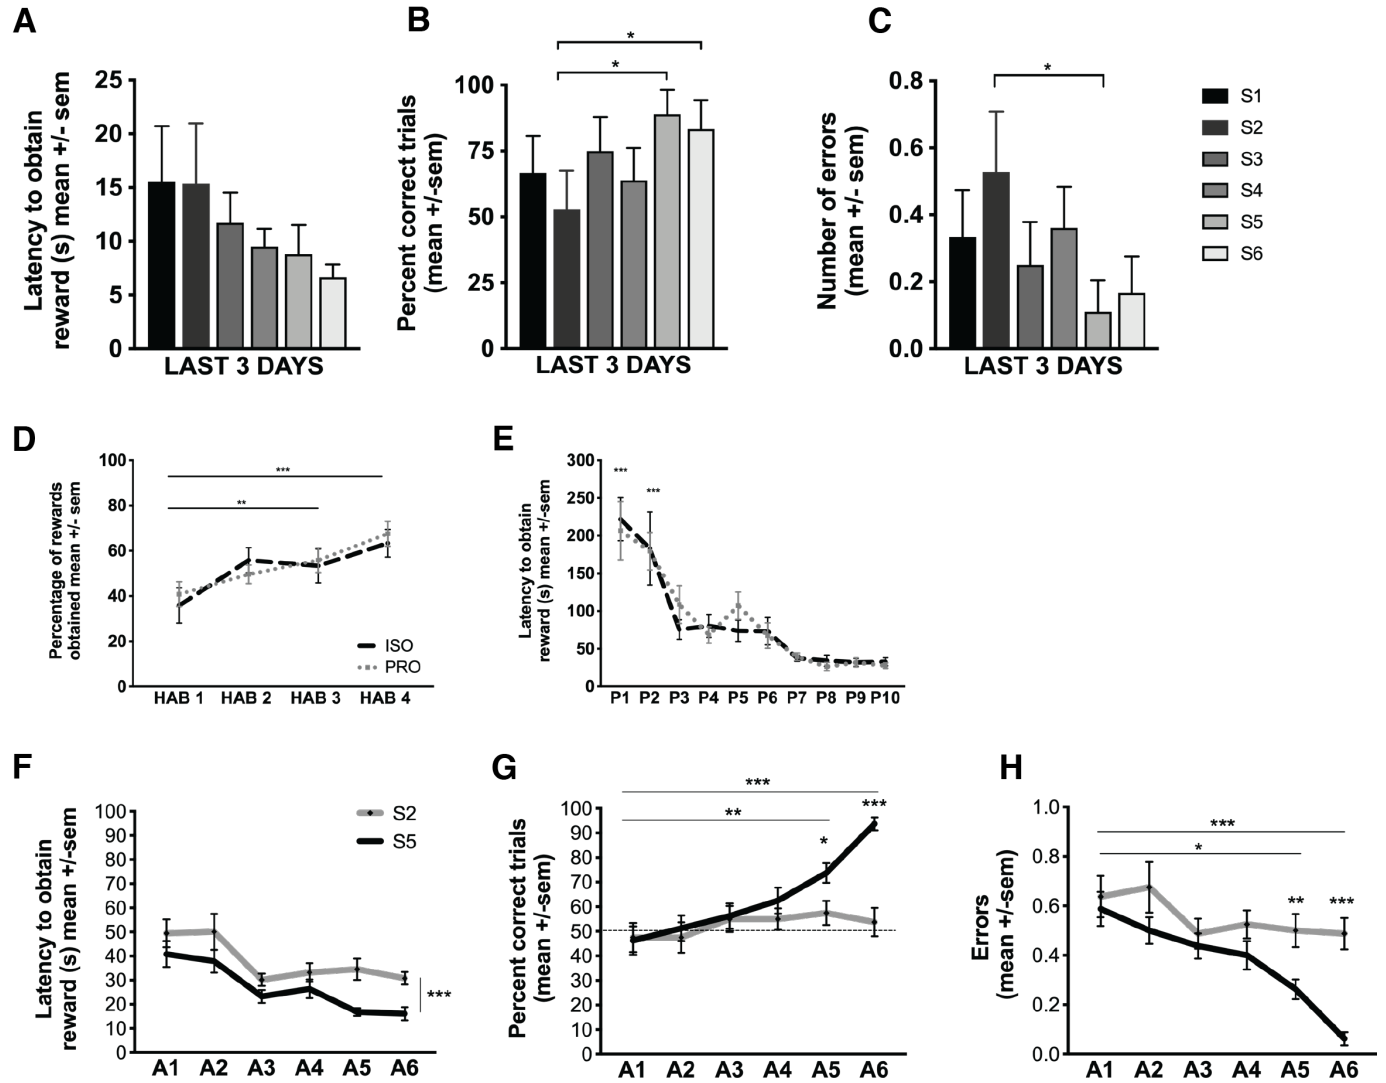 A
Latency to obtain
reward (s) mean +/- sem
25
20
15
10
5
0
LAST 3 DAYS
B
Percent correct trials
(mean +/-sem)
100
75
50
25
0
*
*
LAST 3 DAYS
C
Number of errors
(mean +/- sem)
0.8
0.6
0.4
0.2
0.0
*
LAST 3 DAYS
S1
S2
S3
S4
S5
S6
D
Percentage of rewards
obtained mean +/- sem
100
80
60
40
20
0
***
**
ISO
PRO
HAB 1 HAB 2 HAB 3 HAB 4
E
Latency to obtain
reward (s) mean +/-sem
300
250
200
150
100
50
0
***
***
P1 P2 P3 P4 P5 P6 P7 P8 P9 P10
F
Latency to obtain
reward (s) mean +/-sem
100
90
80
70
60
50
40
30
20
10
0
S2
S5
***
A1 A2 A3 A4 A5 A6
G
Percent correct trials
(mean +/-sem)
100
90
80
70
60
50
40
30
20
10
0
***
**
*
***
A1 A2 A3 A4 A5 A6
H
Errors
(mean +/-sem)
1.0
0.8
0.6
0.4
0.2
0.0
***
*
**
***
A1 A2 A3 A4 A5 A6